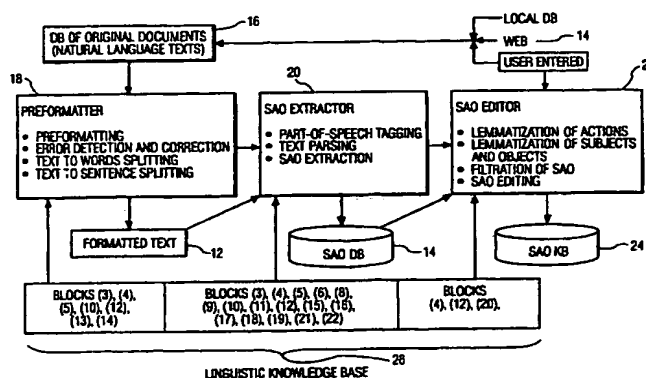 16
DB OF ORIGINAL DOCUMENTS
(NATURAL LANGUAGE TEXTS)
LOCAL DB
WEB
14
USER ENTERED
18
PREFORMATTER
• PREFORMATTING
• ERROR DETECTION AND CORRECTION
• TEXT TO WORDS SPLITTING
• TEXT TO SENTENCE SPLITTING
20
SAO EXTRACTOR
• PART-OF-SPEECH TAGGING
• TEXT PARSING
• SAO EXTRACTION
2
SAO EDITOR
• LEMMATIZATION OF ACTIONS
• LEMMATIZATION OF SUBJECTS
AND OBJECTS
• FILTRATION OF SAO
• SAO EDITING
FORMATTED TEXT
12
SAO DB
14
SAO KB
24
BLOCKS (3), (4),
(5), (10), (12),
(13), (14)
BLOCKS (3), (4), (5), (6), (8),
(9), (10), (11), (12), (15), (16),
(17), (18), (19), (21), (22)
BLOCKS
(4), (12), (20),
26
LINGUISTIC KNOWLEDGE BASE